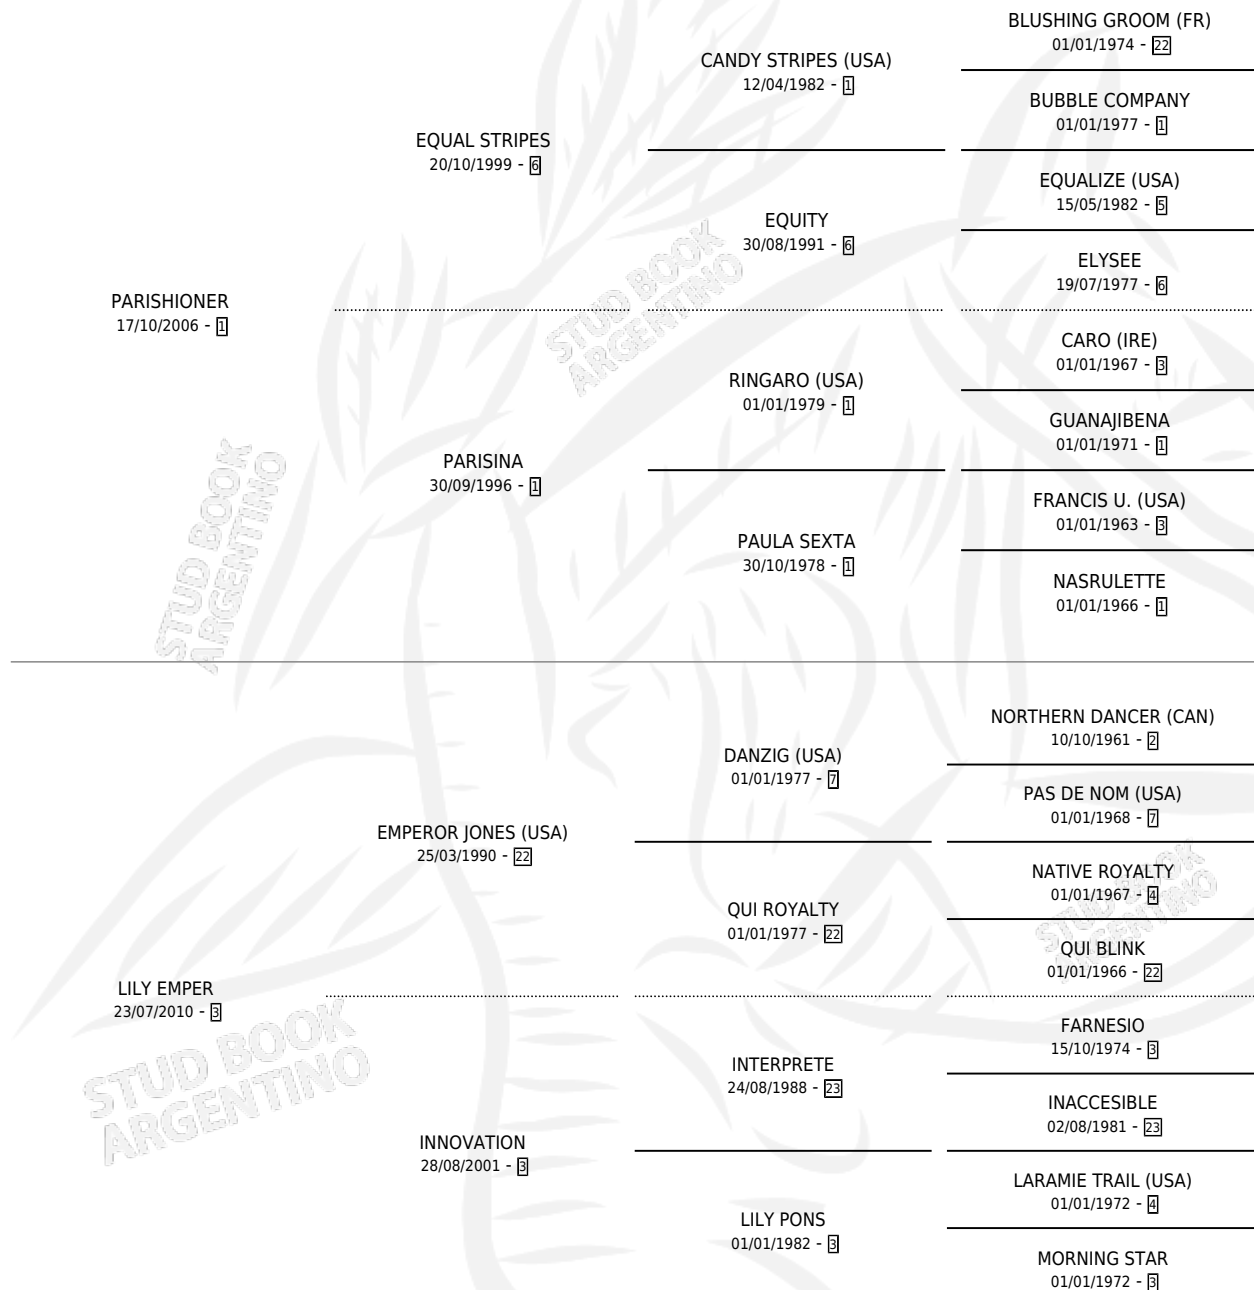 BLUSHING GROOM (FR)
01/01/1974 - 22
CANDY STRIPES (USA)
12/04/1982 - 1
BUBBLE COMPANY
01/01/1977 - 1
EQUAL STRIPES
20/10/1999 - 6
EQUALIZE (USA)
15/05/1982 - 5
EQUITY
30/08/1991 - 6
ELYSEE
19/07/1977 - 6
PARISHIONER
17/10/2006 - 1
CARO (IRE)
01/01/1967 - 3
RINGARO (USA)
01/01/1979 - 1
GUANAJIBENA
01/01/1971 - 1
PARISINA
30/09/1996 - 1
FRANCIS U. (USA)
01/01/1963 - 3
PAULA SEXTA
30/10/1978 - 1
NASRULETTE
01/01/1966 - 1
NORTHERN DANCER (CAN)
10/10/1961 - 2
DANZIG (USA)
01/01/1977 - 7
PAS DE NOM (USA)
01/01/1968 - 7
EMPEROR JONES (USA)
25/03/1990 - 22
NATIVE ROYALTY
01/01/1967 - 4
QUI ROYALTY
01/01/1977 - 22
QUI BLINK
01/01/1966 - 22
LILY EMPER
23/07/2010 - 3
FARNESIO
15/10/1974 - 3
INTERPRETE
24/08/1988 - 23
INACCESIBLE
02/08/1981 - 23
INNOVATION
28/08/2001 - 3
LARAMIE TRAIL (USA)
01/01/1972 - 4
LILY PONS
01/01/1982 - 3
MORNING STAR
01/01/1972 - 3
STUD BOOK
ARGENTINO
STUD BOOK
ARGENTINO
STUD BOOK
ARGENTINO
STUD BOOK
ARGENTINO